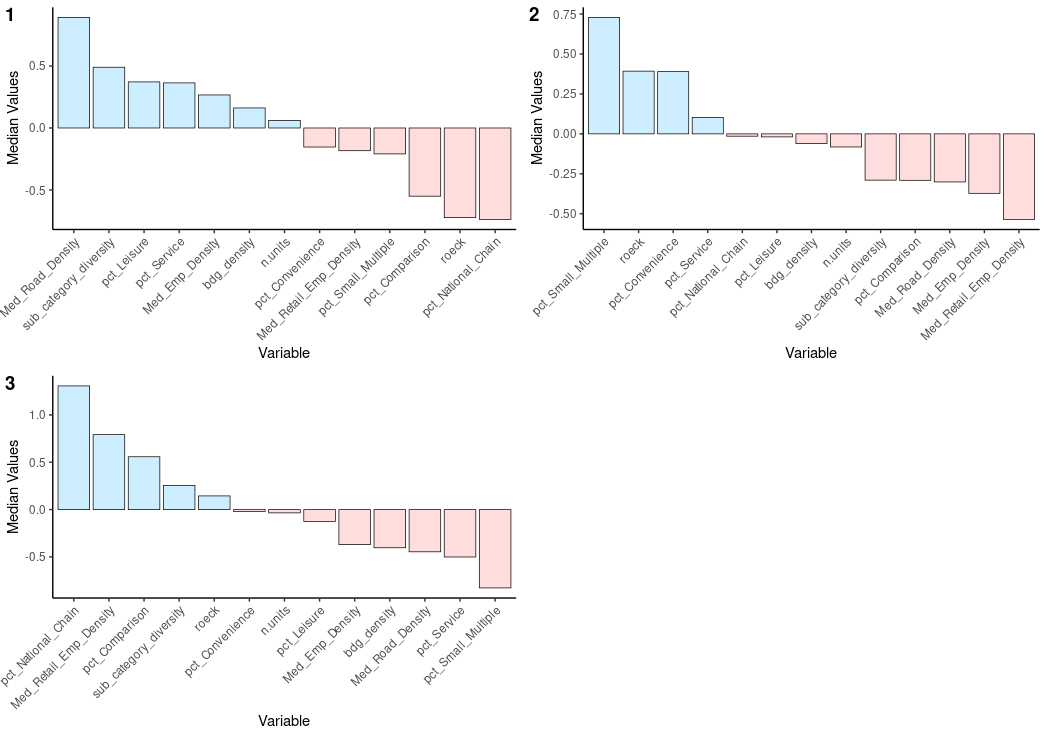 1
Median Values
0.5
0.0
-0.5
Med_Road_Density
sub_category_diversity
pct_Leisure
pct_Service
Med_Emp_Density
bdg_density
n.units
pct_Convenience
Med_Retail_Emp_Density
pct_Small_Multiple
pct_Comparison
roeck
pct_National_Chain
Variable
2
Median Values
0.75
0.50
0.25
0.00
-0.25
-0.50
pct_Small_Multiple
roeck
pct_Convenience
pct_Service
pct_National_Chain
pct_Leisure
bdg_density
n.units
sub_category_diversity
pct_Comparison
Med_Road_Density
Med_Emp_Density
Med_Retail_Emp_Density
Variable
3
Median Values
1.0
0.5
0.0
-0.5
pct_National_Chain
Med_Retail_Emp_Density
pct_Comparison
sub_category_diversity
roeck
pct_Convenience
n.units
pct_Leisure
Med_Emp_Density
bdg_density
Med_Road_Density
pct_Service
pct_Small_Multiple
Variable